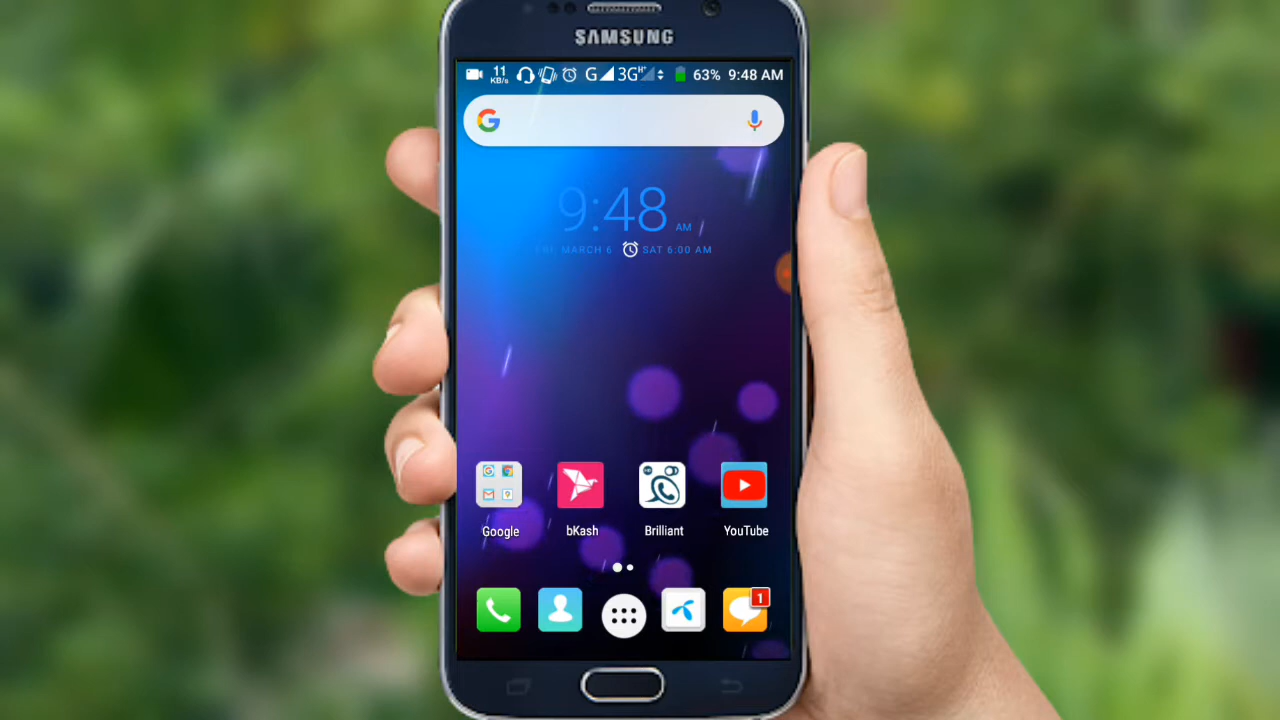 SAMSUNG
11 KB/s G 3G H+ 63% 9:48 AM
G
9:48 AM
FRI, MARCH 6 SAT 6:00 AM
Google bKash Brilliant YouTube
1